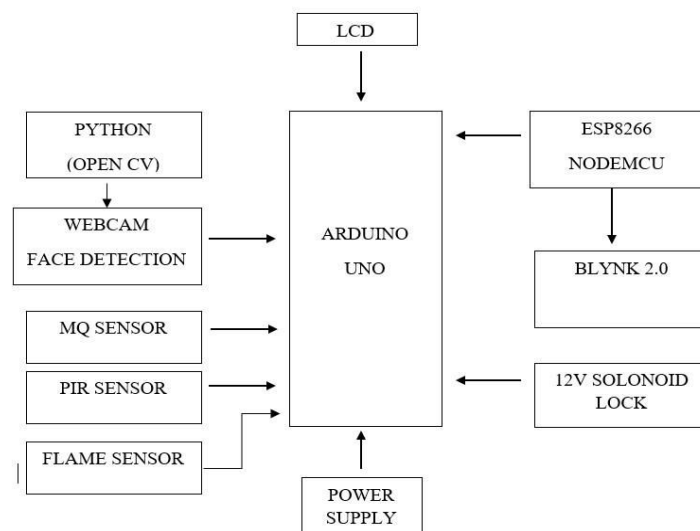 LCD
PYTHON
(OPEN CV)
WEBCAM
FACE DETECTION
MQ SENSOR
PIR SENSOR
FLAME SENSOR
ARDUINO
UNO
POWER
SUPPLY
ESP8266
NODEMCU
BLYNK 2.0
12V SOLONOID
LOCK